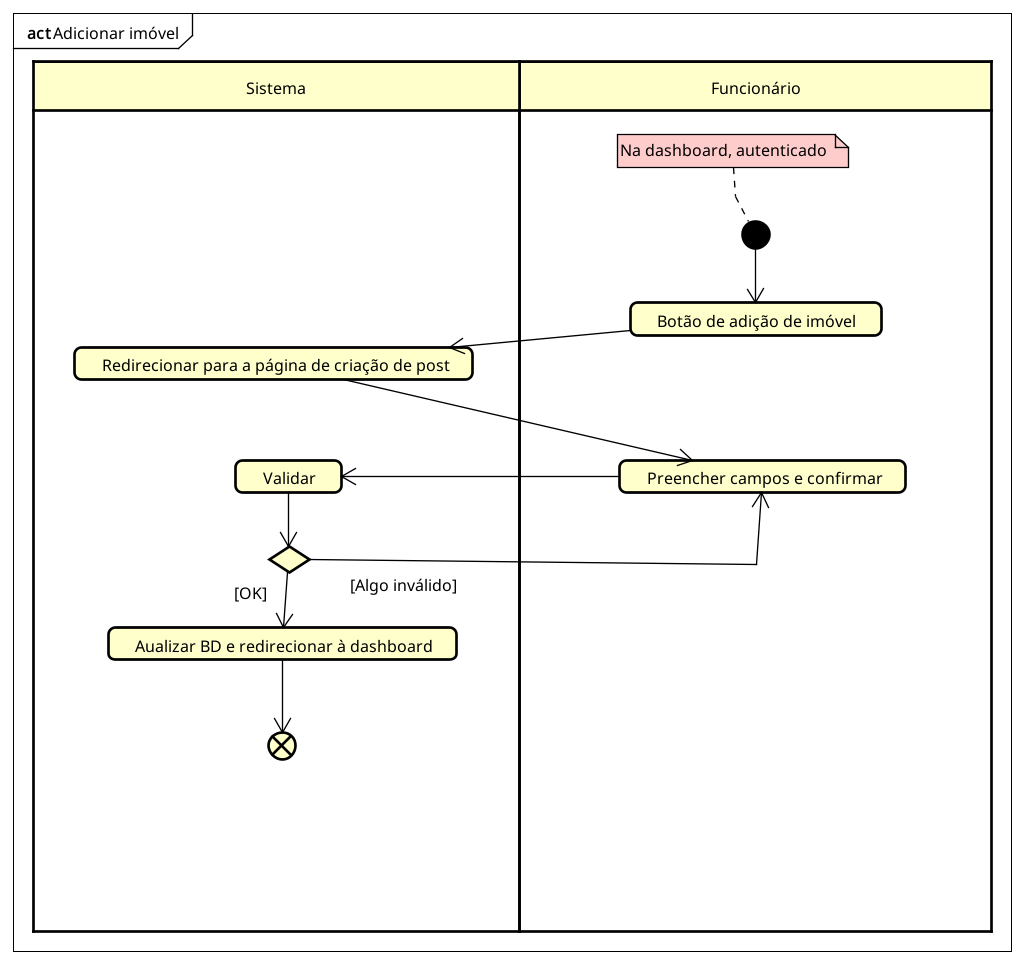 act Adicionar imóvel
Sistema
Funcionário
Na dashboard, autenticado
Botão de adição de imóvel
Redirecionar para a página de criação de post
Validar
Preencher campos e confirmar
[OK]
[Algo inválido]
Aualizar BD e redirecionar à dashboard